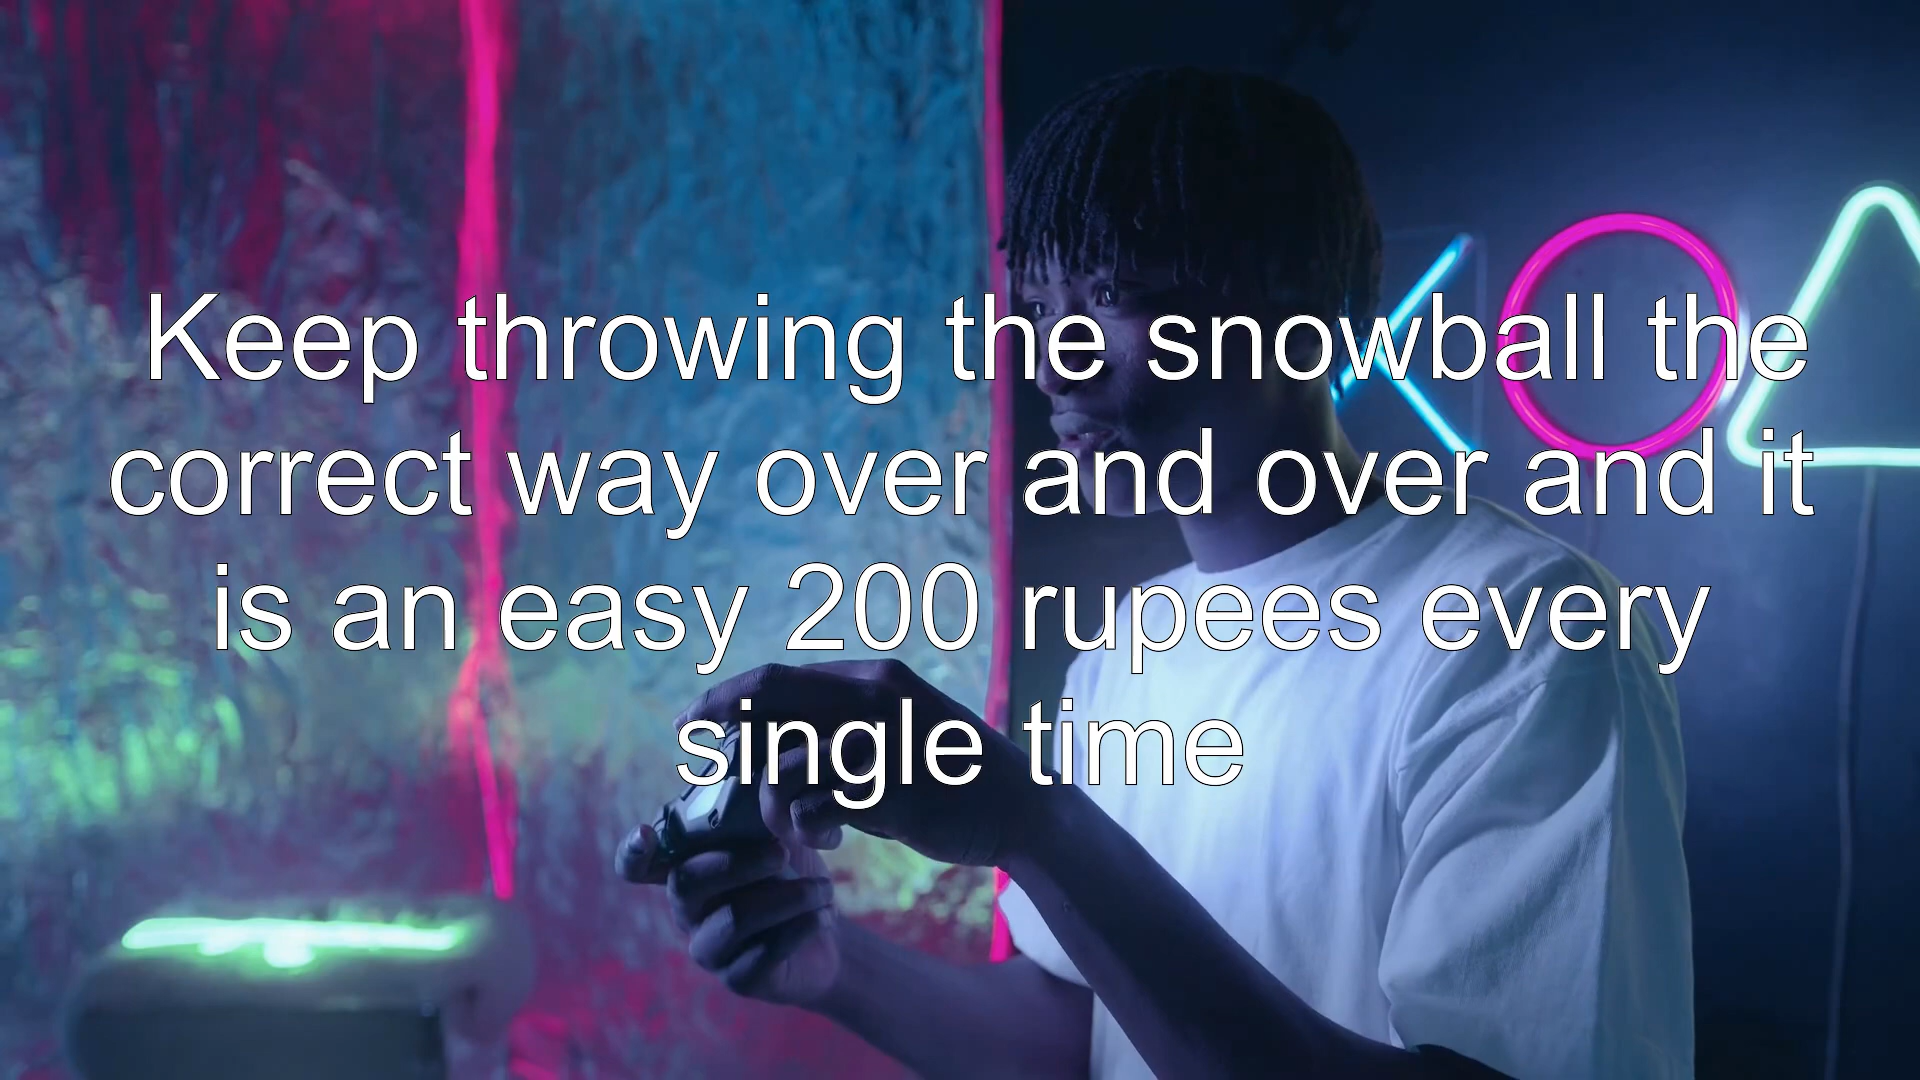 Keep throwing the snowball the
correct way over and over and it
is an easy 200 rupees every
single time